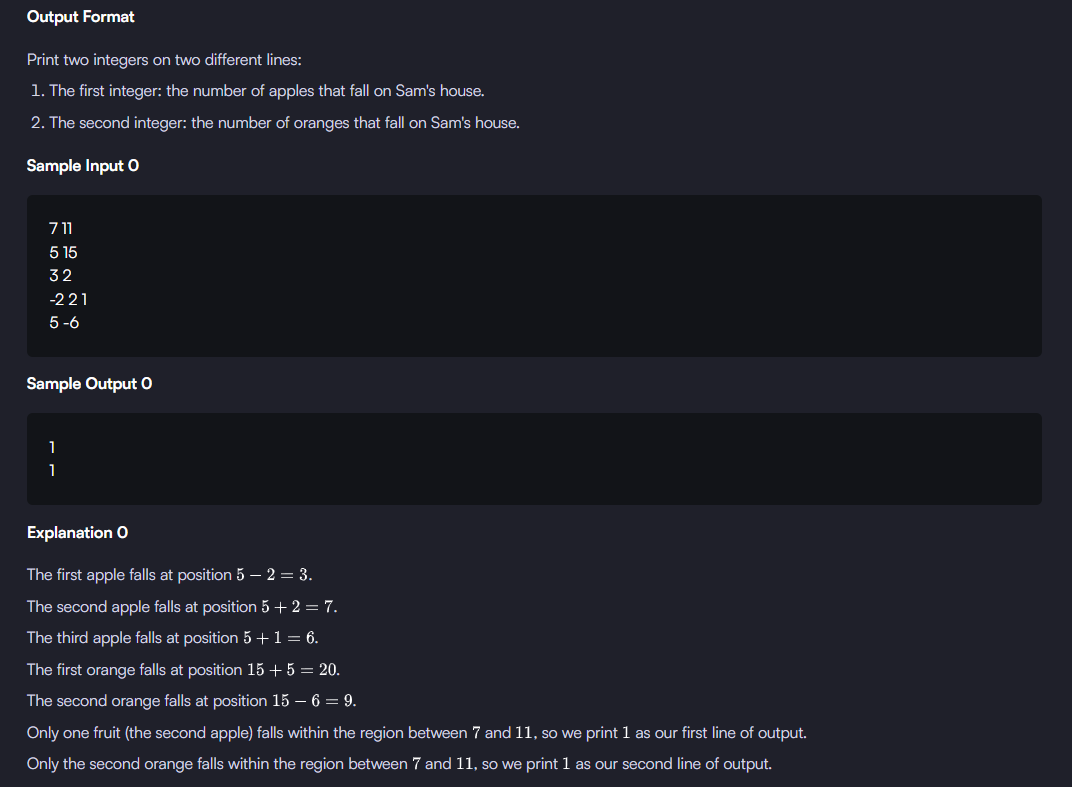 Output Format
Print two integers on two different lines:
1. The first integer: the number of apples that fall on Sam's house.
2. The second integer: the number of oranges that fall on Sam's house.
Sample Input 0
7 11
5 15
3 2
-2 2 1
5 -6
Sample Output 0
1
1
Explanation 0
The first apple falls at position 5 − 2 = 3.
The second apple falls at position 5 + 2 = 7.
The third apple falls at position 5 + 1 = 6.
The first orange falls at position 15 + 5 = 20.
The second orange falls at position 15 − 6 = 9.
Only one fruit (the second apple) falls within the region between 7 and 11, so we print 1 as our first line of output.
Only the second orange falls within the region between 7 and 11, so we print 1 as our second line of output.